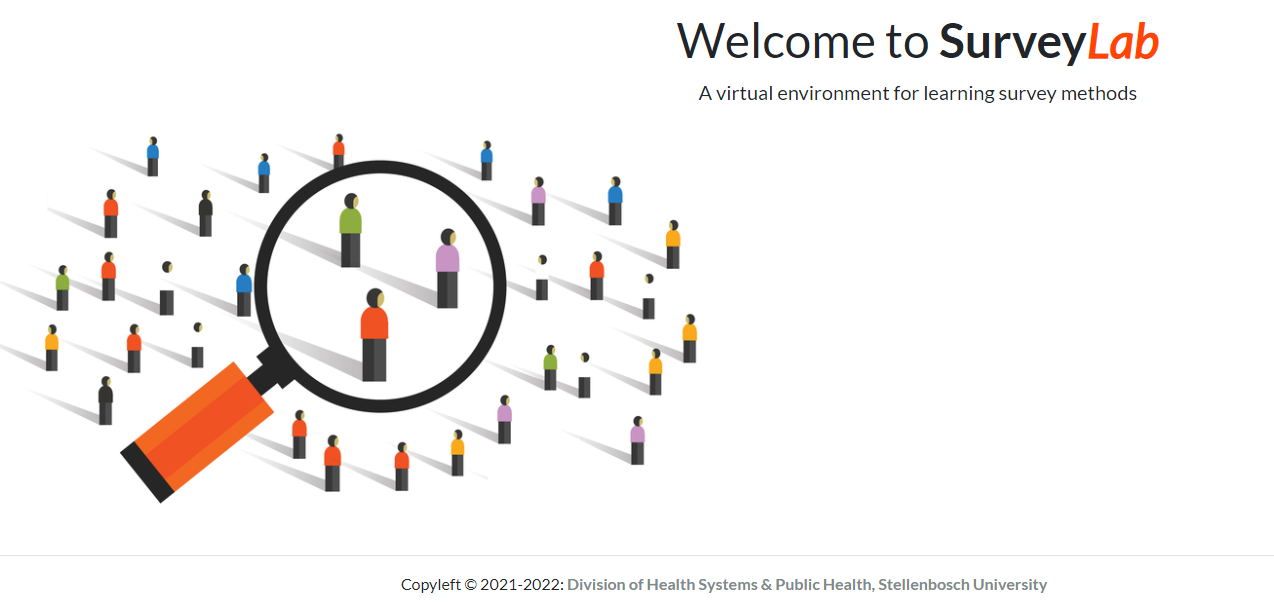 Welcome to SurveyLab
A virtual environment for learning survey methods
Copyleft © 2021-2022: Division of Health Systems & Public Health, Stellenbosch University